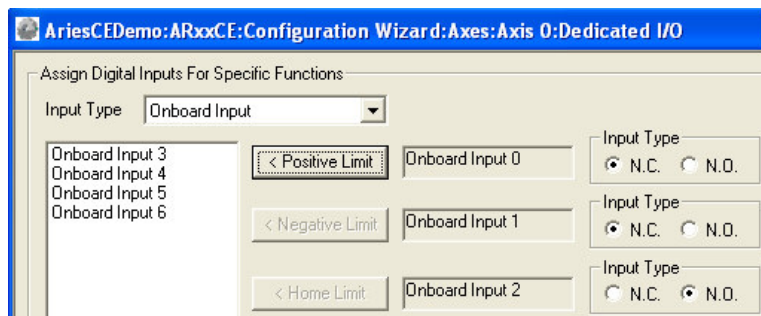 AriesCEDemo:ARxxCE:Configuration Wizard:Axes:Axis 0:Dedicated I/O
Assign Digital Inputs For Specific Functions
Input Type Onboard Input
Onboard Input 3
Onboard Input 4
Onboard Input 5
Onboard Input 6
< Positive Limit Onboard Input 0
Input Type
N.C. N.O.
< Negative Limit Onboard Input 1
Input Type
N.C. N.O.
< Home Limit Onboard Input 2
Input Type
N.C. N.O.